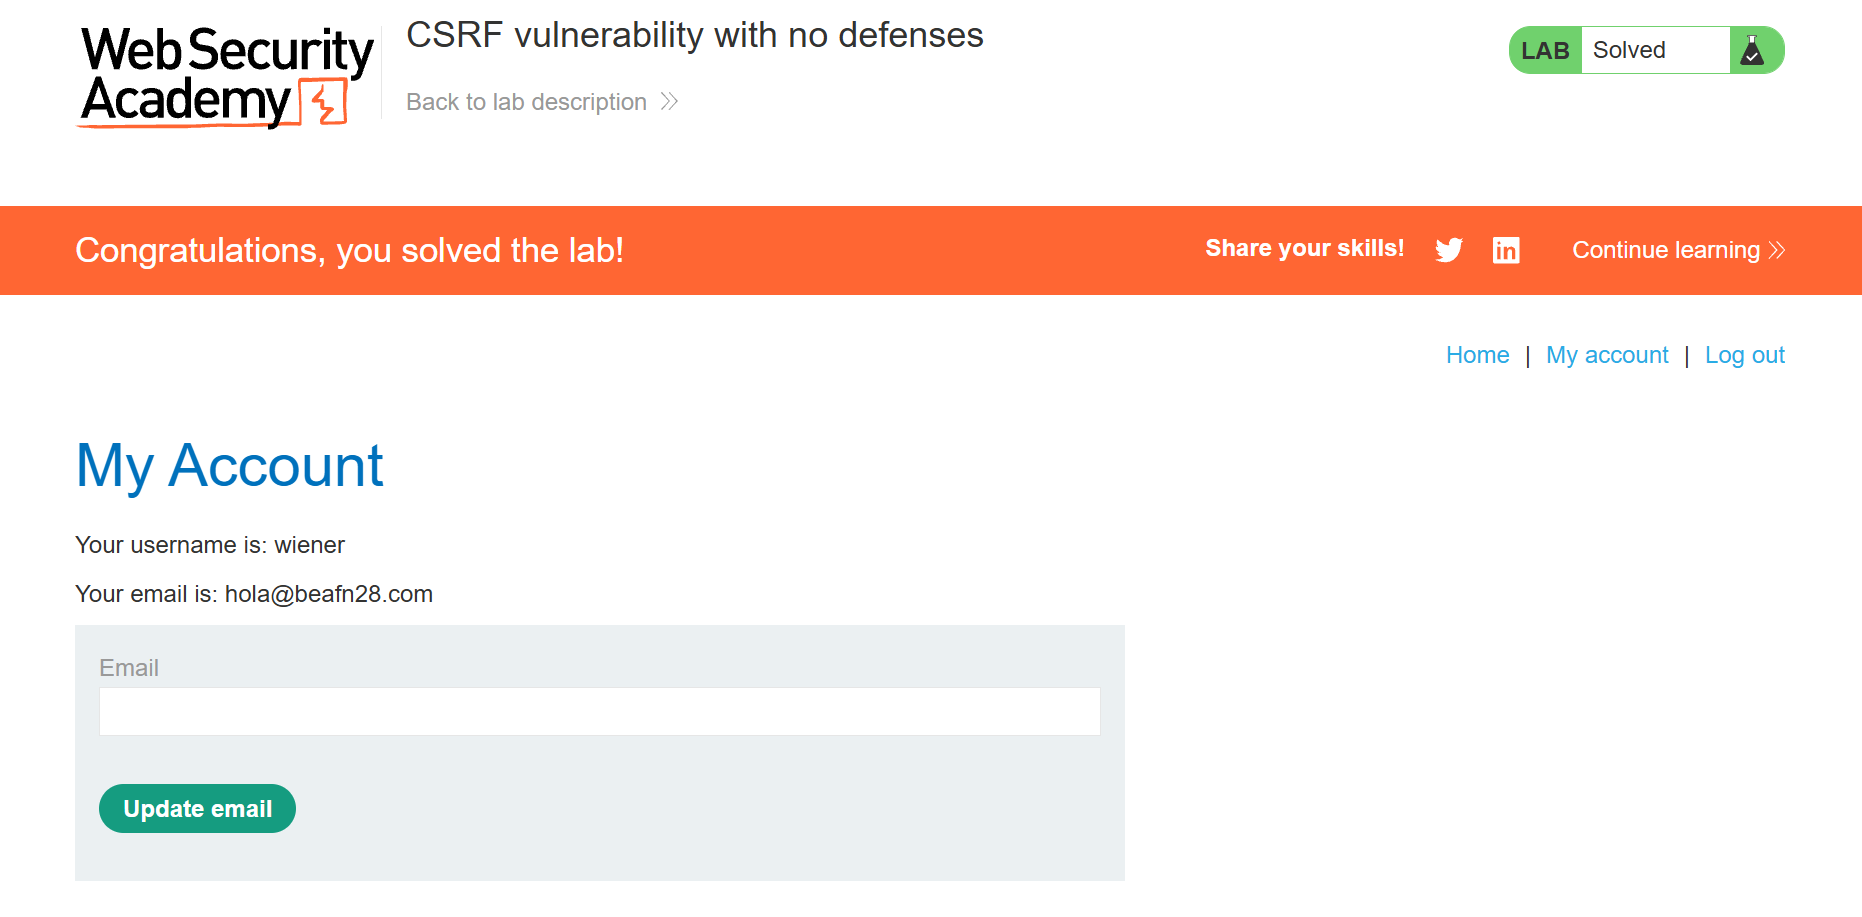 Web Security
Academy
CSRF vulnerability with no defenses
Back to lab description
LAB Solved
Congratulations, you solved the lab!
Share your skills!
Continue learning
Home | My account | Log out
My Account
Your username is: wiener
Your email is: hola@beafn28.com
Email
Update email